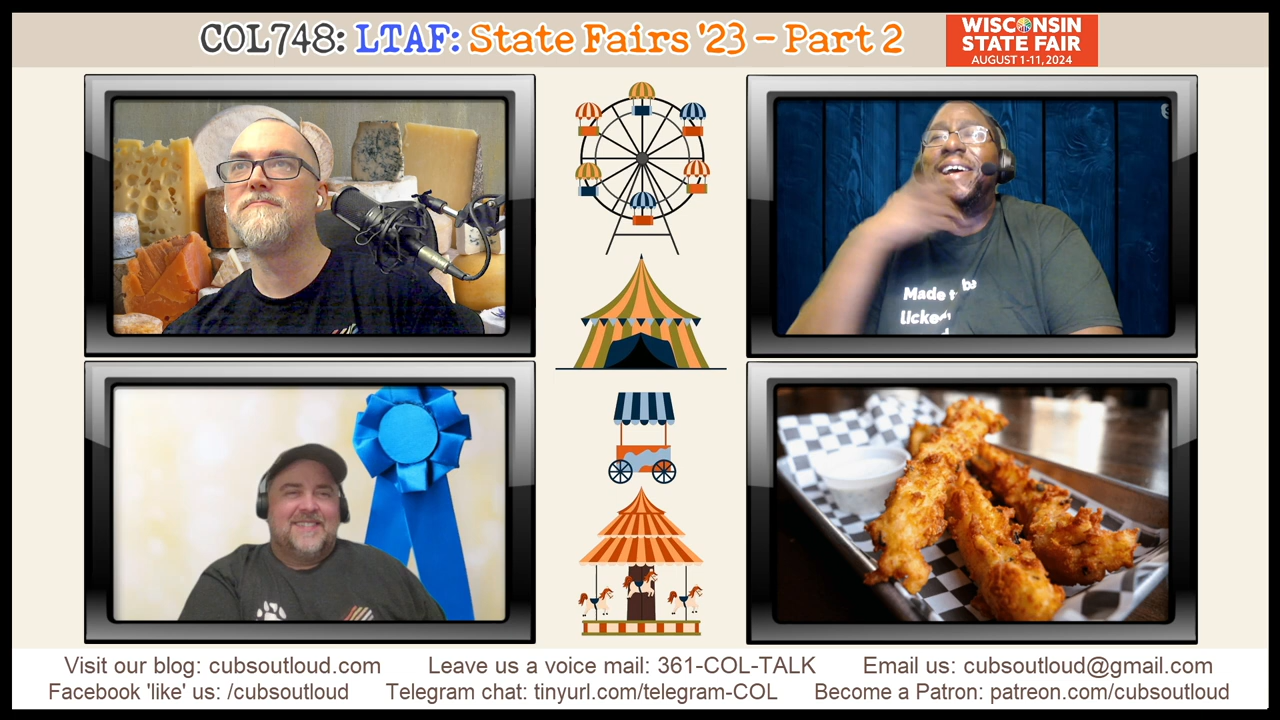 COL748: LTAF: State Fairs '23 - Part 2
WISCONSIN
STATE FAIR
AUGUST 1-11, 2024
Made to be
licked
Visit our blog: cubsoutloud.com Leave us a voice mail: 361-COL-TALK Email us: cubsoutloud@gmail.com
Facebook 'like' us: /cubsoutloud Telegram chat: tinyurl.com/telegram-COL Become a Patron: patreon.com/cubsoutloud